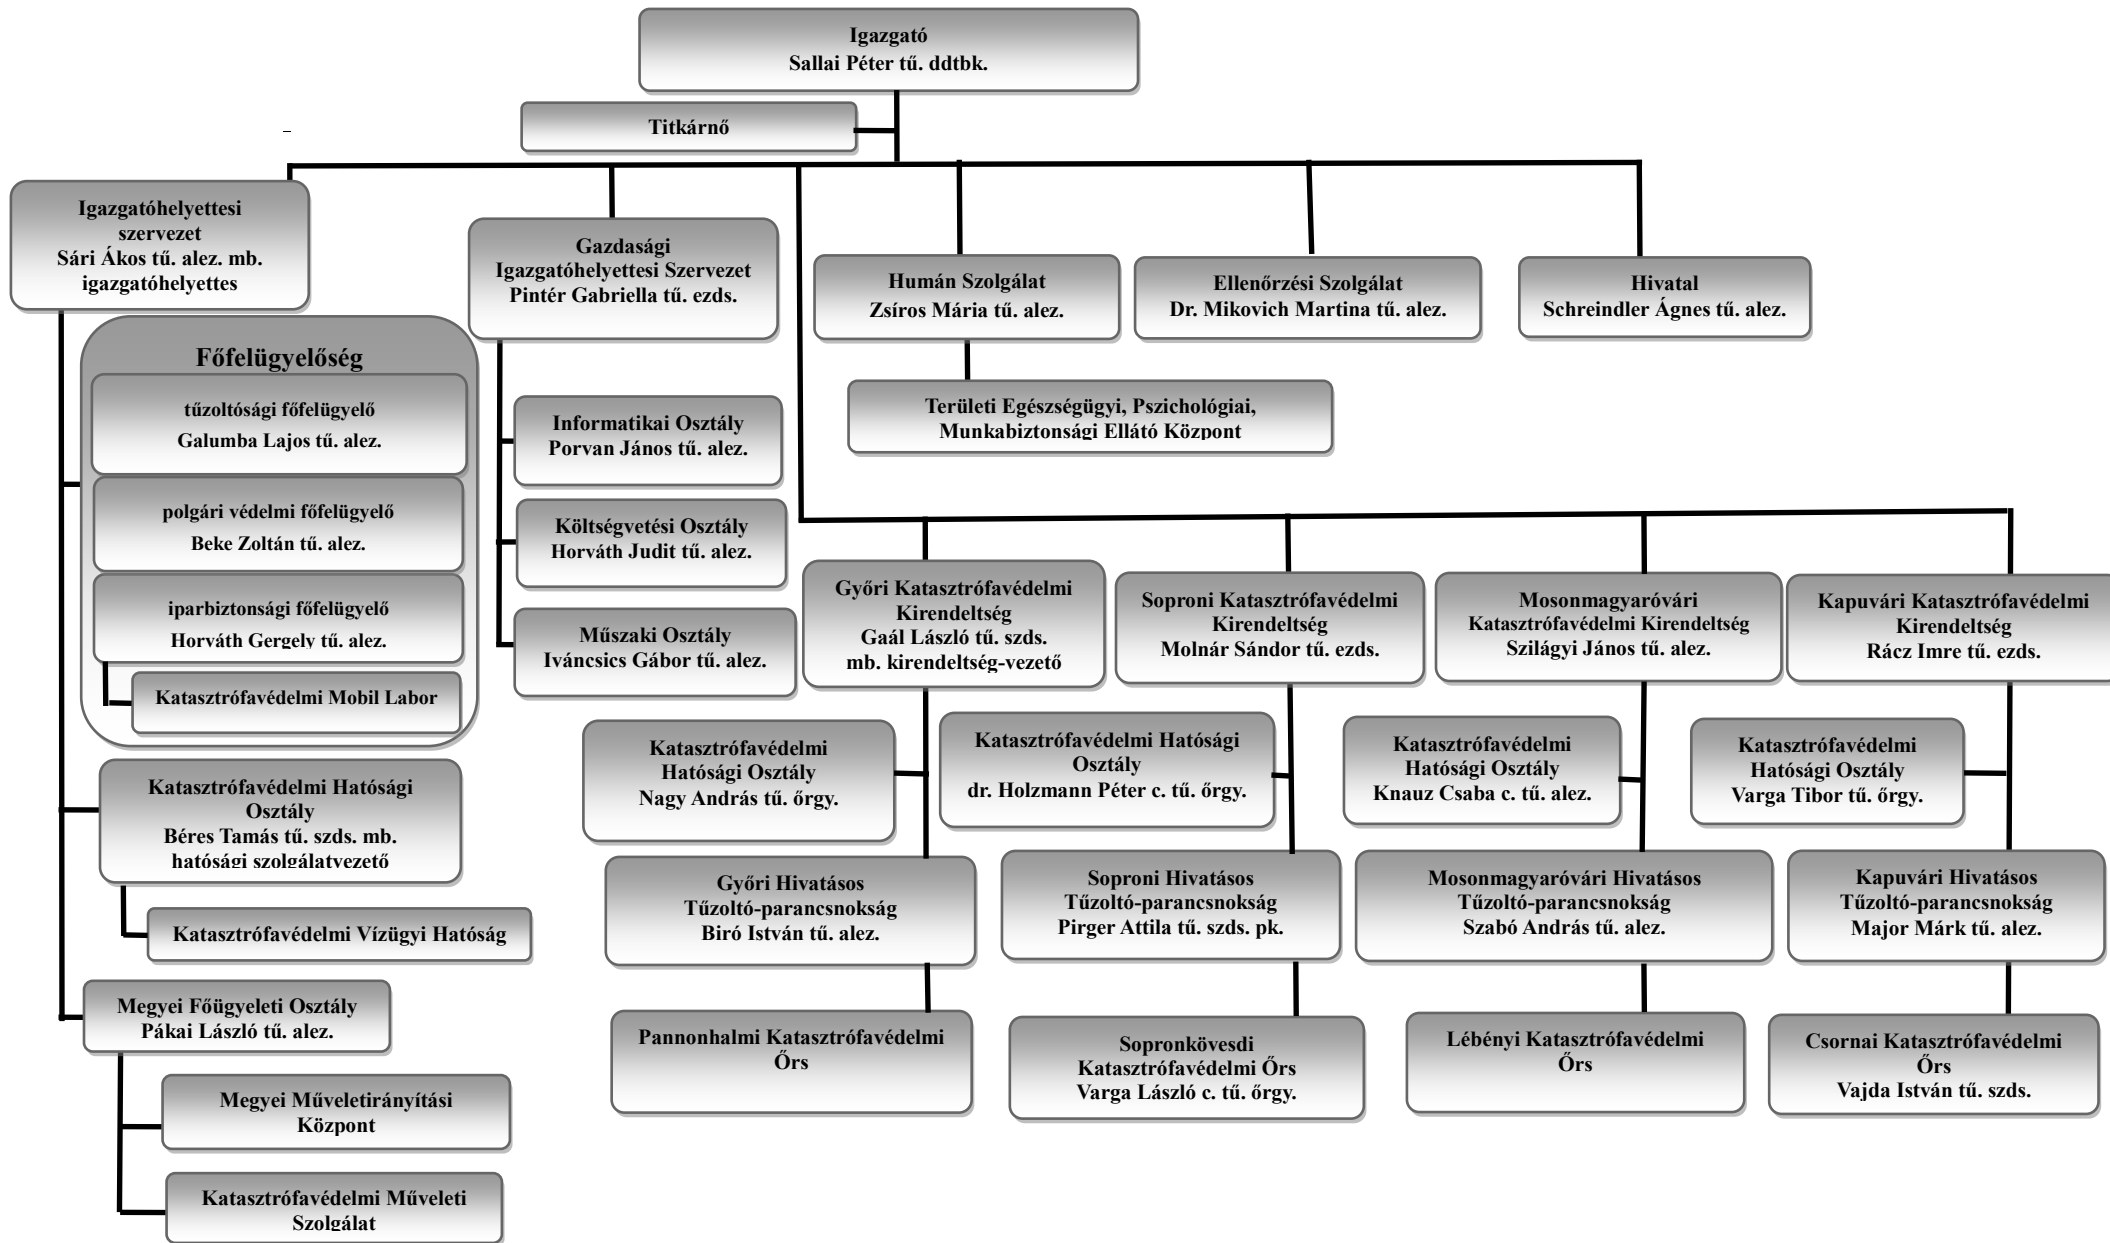 Igazgató
Sallai Péter tű. ddtbk.
Titkárnő
Igazgatóhelyettesi
szervezet
Sári Ákos tű. alez. mb.
igazgatóhelyettes
Gazdasági
Igazgatóhelyettesi Szervezet
Pintér Gabriella tű. ezds.
Humán Szolgálat
Zsíros Mária tű. alez.
Ellenőrzési Szolgálat
Dr. Mikovich Martina tű. alez.
Hivatal
Schreindler Ágnes tű. alez.
Területi Egészségügyi, Pszichológiai,
Munkabiztonsági Ellátó Központ
Főfelügyelőség
tűzoltósági főfelügyelő
Galumba Lajos tű. alez.
polgári védelmi főfelügyelő
Beke Zoltán tű. alez.
iparbiztonsági főfelügyelő
Horváth Gergely tű. alez.
Katasztrófavédelmi Mobil Labor
Informatikai Osztály
Porvan János tű. alez.
Költségvetési Osztály
Horváth Judit tű. alez.
Műszaki Osztály
Iváncsics Gábor tű. alez.
Győri Katasztrófavédelmi
Kirendeltség
Gaál László tű. szds.
mb. kirendeltség-vezető
Soproni Katasztrófavédelmi
Kirendeltség
Molnár Sándor tű. ezds.
Mosonmagyaróvári
Katasztrófavédelmi Kirendeltség
Szilágyi János tű. alez.
Kapuvári Katasztrófavédelmi
Kirendeltség
Rácz Imre tű. ezds.
Katasztrófavédelmi
Hatósági Osztály
Nagy András tű. őrgy.
Katasztrófavédelmi Hatósági
Osztály
dr. Holzmann Péter c. tű. őrgy.
Katasztrófavédelmi
Hatósági Osztály
Knauz Csaba c. tű. alez.
Katasztrófavédelmi
Hatósági Osztály
Varga Tibor tű. őrgy.
Katasztrófavédelmi Hatósági
Osztály
Béres Tamás tű. szds. mb.
hatósági szolgálatvezető
Katasztrófavédelmi Vízügyi Hatóság
Győri Hivatásos
Tűzoltó-parancsnokság
Biró István tű. alez.
Soproni Hivatásos
Tűzoltó-parancsnokság
Pirger Attila tű. szds. pk.
Mosonmagyaróvári Hivatásos
Tűzoltó-parancsnokság
Szabó András tű. alez.
Kapuvári Hivatásos
Tűzoltó-parancsnokság
Major Márk tű. alez.
Megyei Főügyeleti Osztály
Pákai László tű. alez.
Pannonhalmi Katasztrófavédelmi
Őrs
Sopronkövesdi
Katasztrófavédelmi Őrs
Varga László c. tű. őrgy.
Lébényi Katasztrófavédelmi
Őrs
Csornai Katasztrófavédelmi
Őrs
Vajda István tű. szds.
Megyei Műveletirányítási
Központ
Katasztrófavédelmi Műveleti
Szolgálat